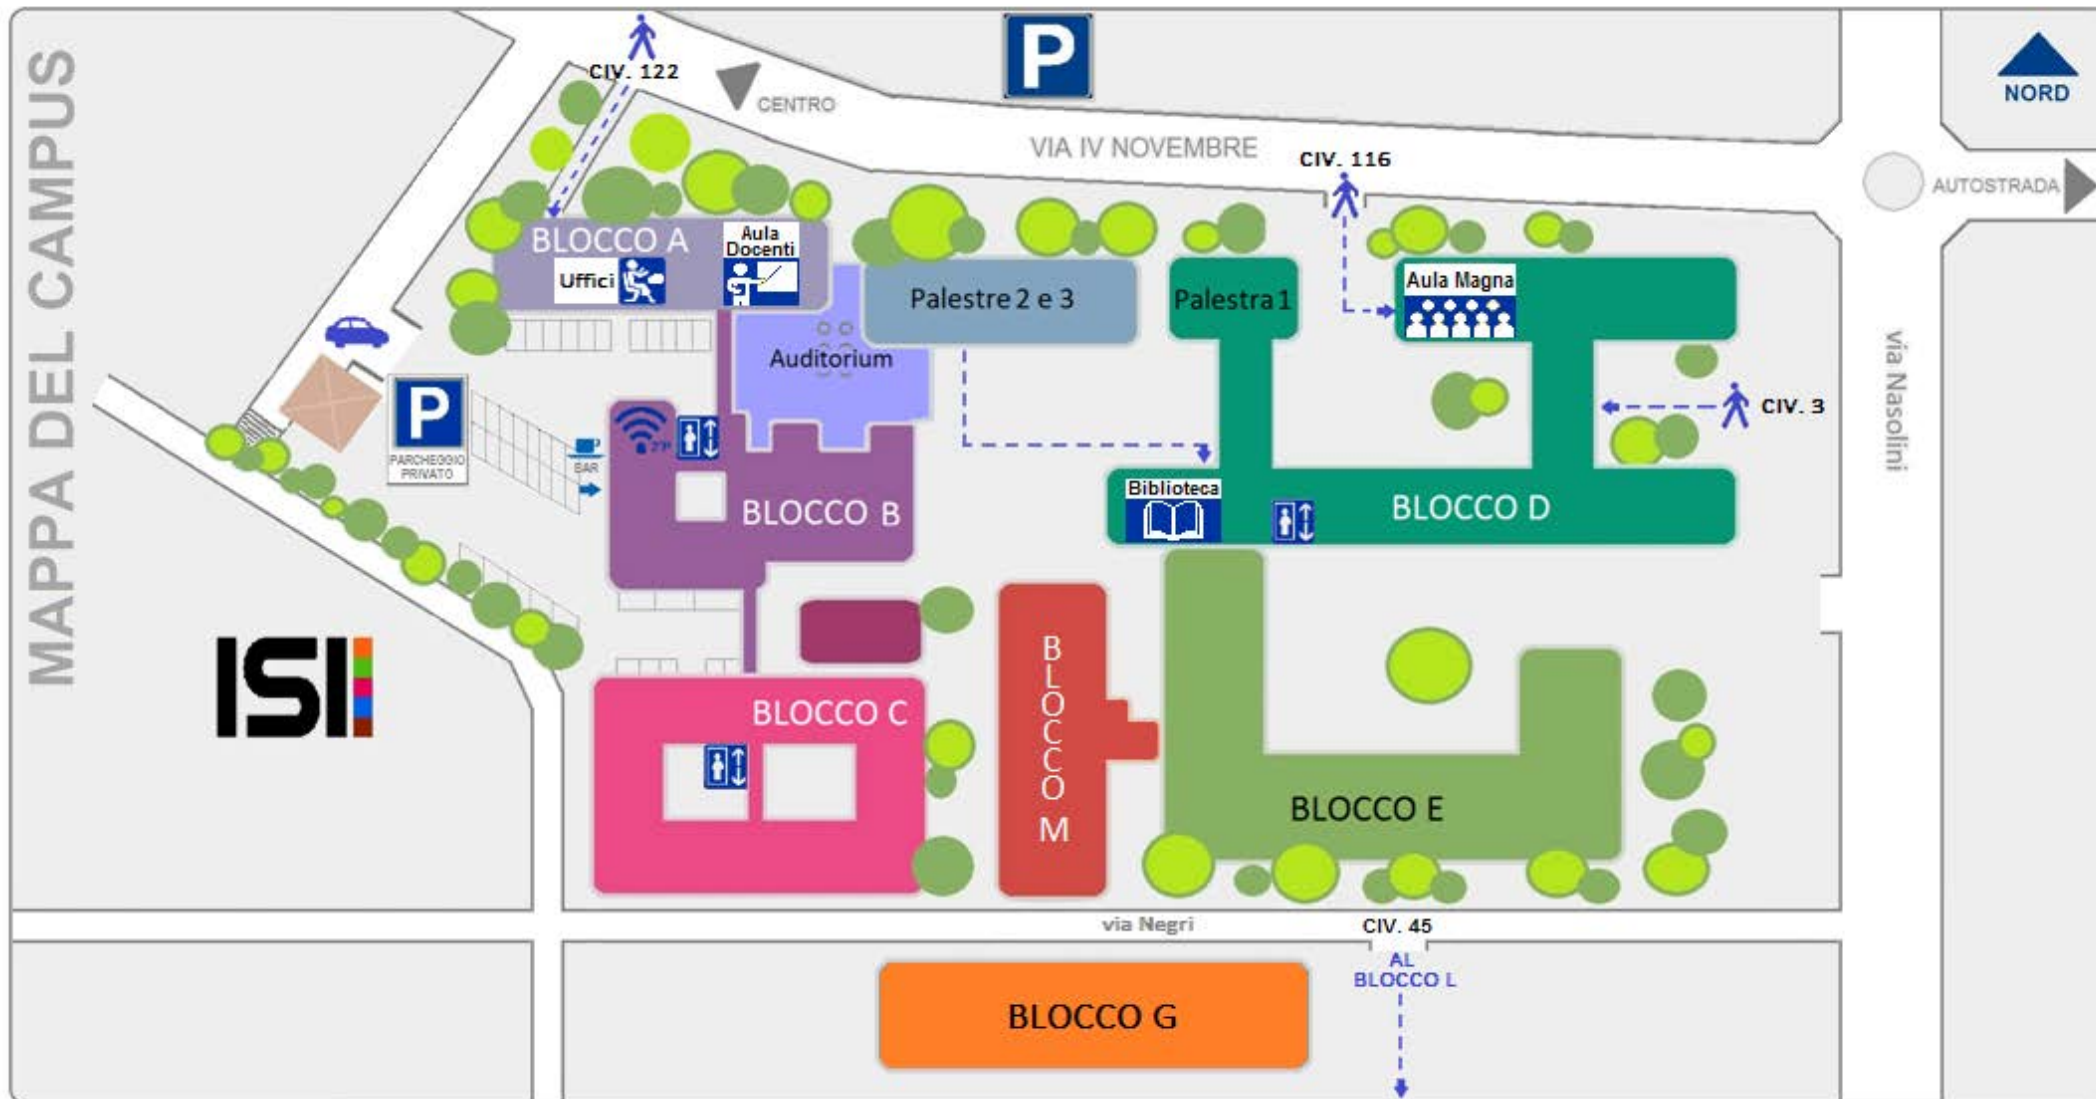 MAPPA DEL CAMPUS
CIV. 122
P
CENTRO
VIA IV NOVEMBRE
CIV. 116
NORD
AUTOSTRADA
BLOCCO A
Uffici
Aula
Docenti
Palestre 2 e 3
Palestra 1
Aula Magna
Auditorium
via Nasolini
CIV. 3
P
PARCHEGGIO
PRIVATO
2°P
BAR
BLOCCO B
Biblioteca
BLOCCO D
ISI
BLOCCO C
BLOCCO M
BLOCCO E
via Negri
CIV. 45
AL
BLOCCO L
BLOCCO G